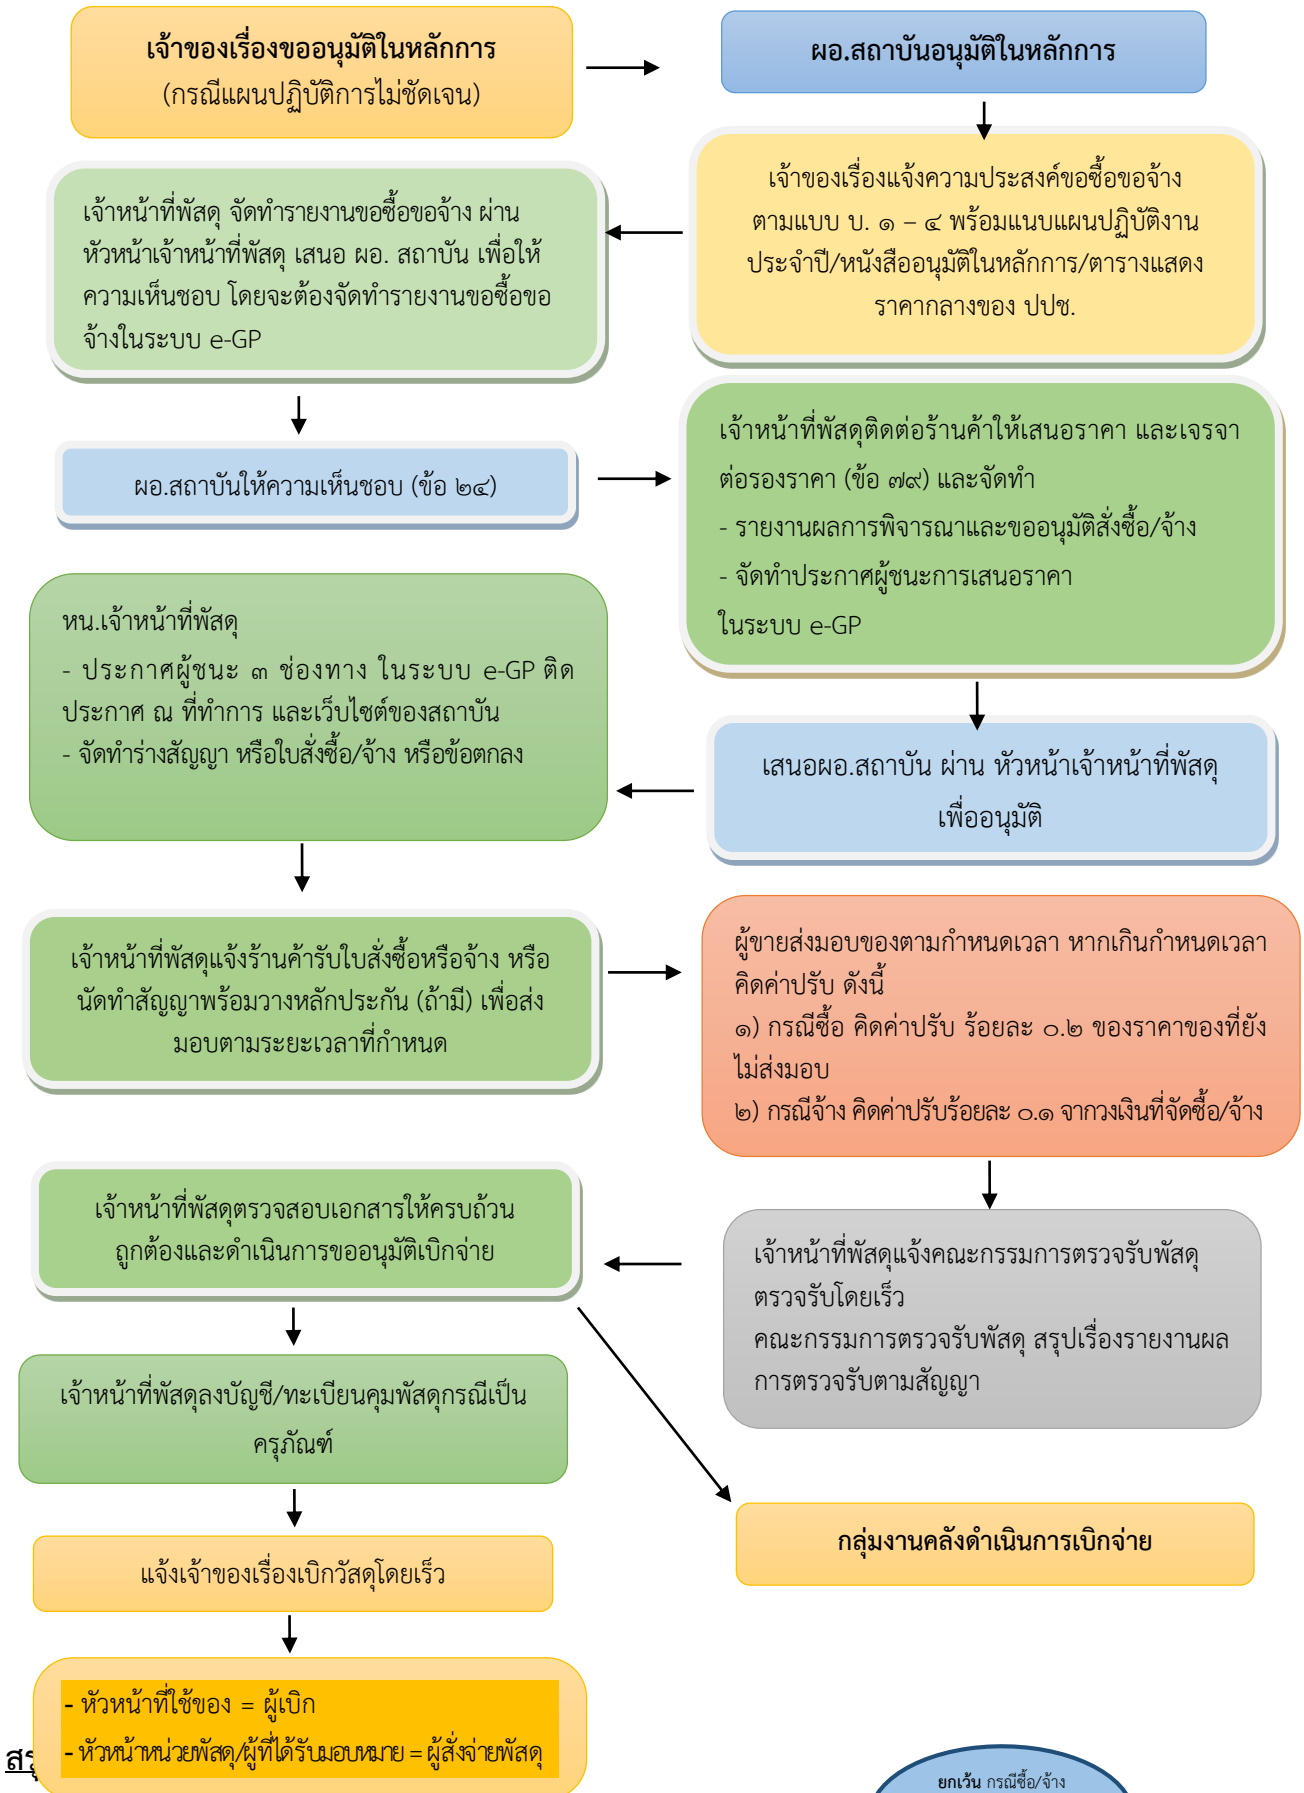 เจ้าของเรื่องขออนุมัติในหลักการ
(กรณีแผนปฏิบัติการไม่ชัดเจน)
ผอ.สถาบันอนุมัติในหลักการ
เจ้าของเรื่องแจ้งความประสงค์ขอซื้อขอจ้าง
ตามแบบ บ. ๑ – ๔ พร้อมแนบแผนปฏิบัติงาน
ประจำปี/หนังสืออนุมัติในหลักการ/ตารางแสดง
ราคากลางของ ปปช.
เจ้าหน้าที่พัสดุ จัดทำรายงานขอซื้อขอจ้าง ผ่าน
หัวหน้าเจ้าหน้าที่พัสดุ เสนอ ผอ. สถาบัน เพื่อให้
ความเห็นชอบ โดยจะต้องจัดทำรายงานขอซื้อขอ
จ้างในระบบ e-GP
ผอ.สถาบันให้ความเห็นชอบ (ข้อ ๒๔)
เจ้าหน้าที่พัสดุติดต่อร้านค้าให้เสนอราคา และเจรจา
ต่อรองราคา (ข้อ ๗๙) และจัดทำ
- รายงานผลการพิจารณาและขออนุมัติสั่งซื้อ/จ้าง
- จัดทำประกาศผู้ชนะการเสนอราคา
ในระบบ e-GP
เสนอผอ.สถาบัน ผ่าน หัวหน้าเจ้าหน้าที่พัสดุ
เพื่ออนุมัติ
หน.เจ้าหน้าที่พัสดุ
- ประกาศผู้ชนะ ๓ ช่องทาง ในระบบ e-GP ติด
ประกาศ ณ ที่ทำการ และเว็บไซต์ของสถาบัน
- จัดทำร่างสัญญา หรือใบสั่งซื้อ/จ้าง หรือข้อตกลง
เจ้าหน้าที่พัสดุแจ้งร้านค้ารับใบสั่งซื้อหรือจ้าง หรือ
นัดทำสัญญาพร้อมวางหลักประกัน (ถ้ามี) เพื่อส่ง
มอบตามระยะเวลาที่กำหนด
ผู้ขายส่งมอบของตามกำหนดเวลา หากเกินกำหนดเวลา
คิดค่าปรับ ดังนี้
๑) กรณีซื้อ คิดค่าปรับ ร้อยละ ๐.๒ ของราคาของที่ยัง
ไม่ส่งมอบ
๒) กรณีจ้าง คิดค่าปรับร้อยละ ๐.๑ จากวงเงินที่จัดซื้อ/จ้าง
เจ้าหน้าที่พัสดุแจ้งคณะกรรมการตรวจรับพัสดุ
ตรวจรับโดยเร็ว
คณะกรรมการตรวจรับพัสดุ สรุปเรื่องรายงานผล
การตรวจรับตามสัญญา
เจ้าหน้าที่พัสดุตรวจสอบเอกสารให้ครบถ้วน
ถูกต้องและดำเนินการขออนุมัติเบิกจ่าย
เจ้าหน้าที่พัสดุลงบัญชี/ทะเบียนคุมพัสดุกรณีเป็น
ครุภัณฑ์
กลุ่มงานคลังดำเนินการเบิกจ่าย
แจ้งเจ้าของเรื่องเบิกวัสดุโดยเร็ว
- หัวหน้าที่ใช้ของ = ผู้เบิก
- หัวหน้าหน่วยพัสดุ/ผู้ที่ได้รับมอบหมาย = ผู้สั่งจ่ายพัสดุ
ยกเว้น กรณีซื้อ/จ้าง